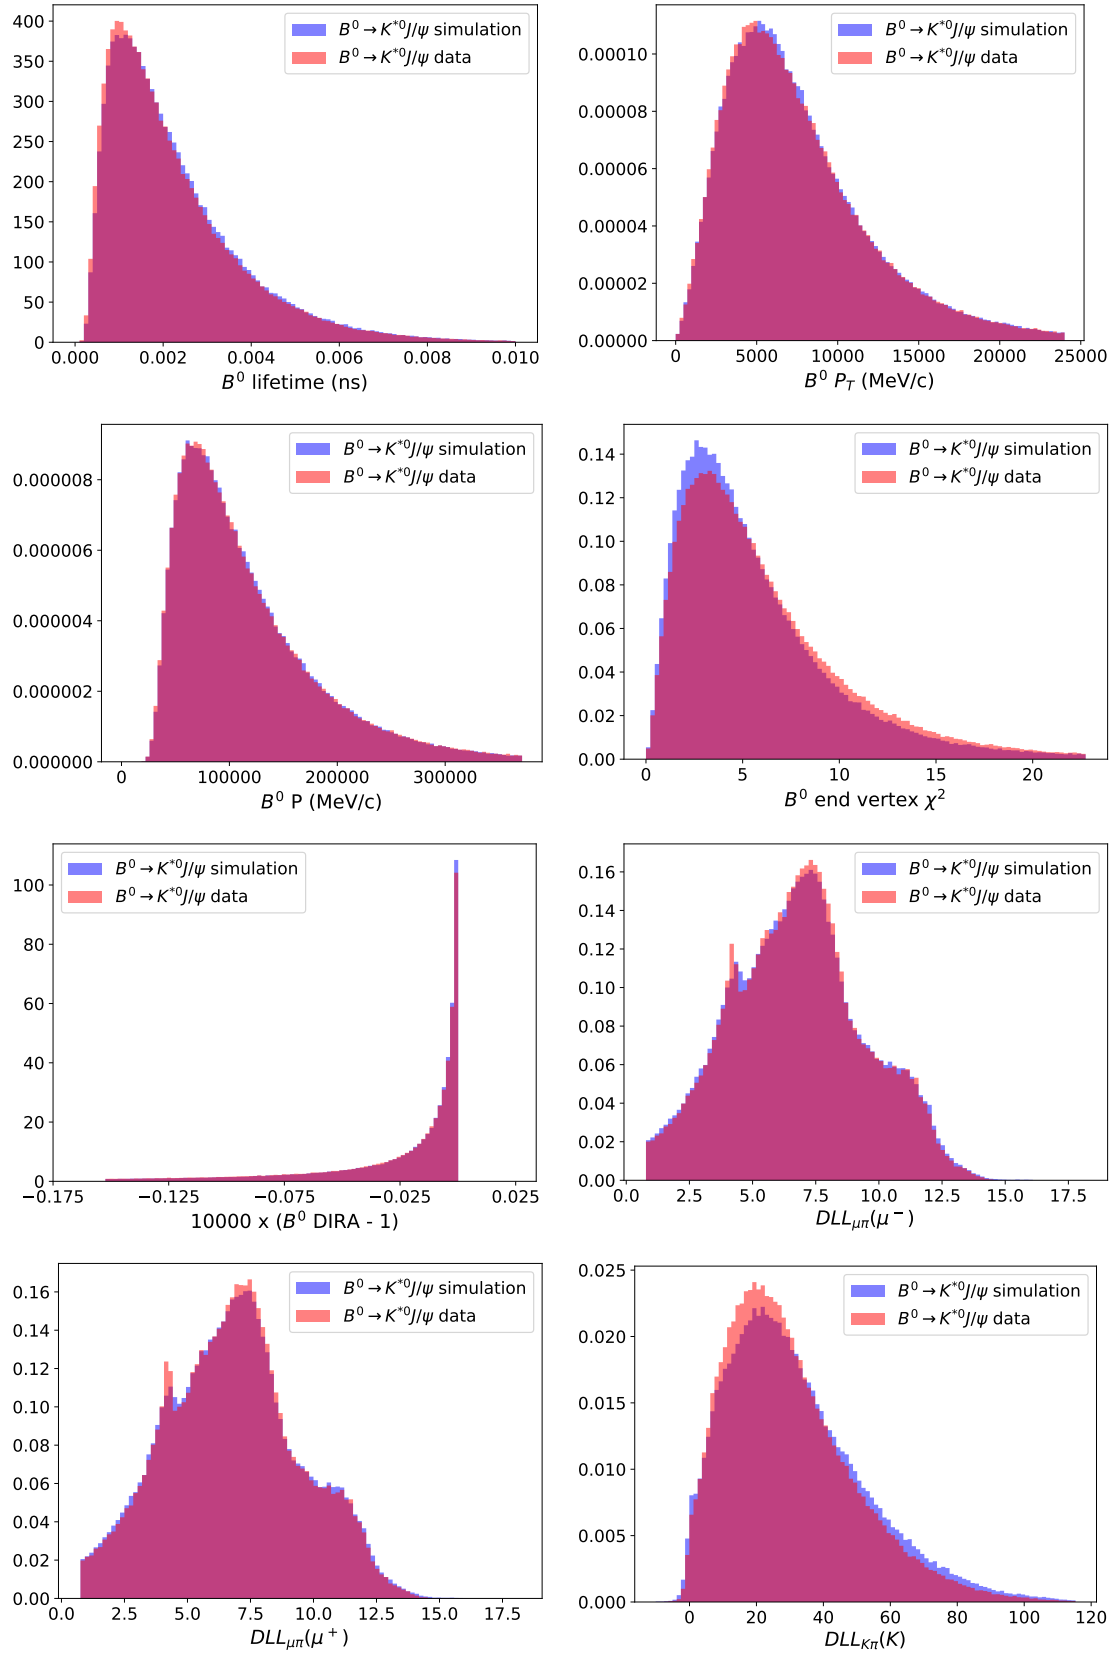 400
350
300
250
200
150
100
50
0
0.000 0.002 0.004 0.006 0.008 0.010
B⁰ lifetime (ns)
B⁰ → K*⁰J/ψ simulation
B⁰ → K*⁰J/ψ data
0.00010
0.00008
0.00006
0.00004
0.00002
0.00000
0 5000 10000 15000 20000 25000
B⁰ P_T (MeV/c)
B⁰ → K*⁰J/ψ simulation
B⁰ → K*⁰J/ψ data
0.000008
0.000006
0.000004
0.000002
0.000000
0 100000 200000 300000
B⁰ P (MeV/c)
B⁰ → K*⁰J/ψ simulation
B⁰ → K*⁰J/ψ data
0.14
0.12
0.10
0.08
0.06
0.04
0.02
0.00
0 5 10 15 20
B⁰ end vertex χ²
B⁰ → K*⁰J/ψ simulation
B⁰ → K*⁰J/ψ data
100
80
60
40
20
0
−0.175 −0.125 −0.075 −0.025 0.025
10000 x (B⁰ DIRA - 1)
B⁰ → K*⁰J/ψ simulation
B⁰ → K*⁰J/ψ data
0.16
0.14
0.12
0.10
0.08
0.06
0.04
0.02
0.00
0.0 2.5 5.0 7.5 10.0 12.5 15.0 17.5
DLL_μπ(μ⁻)
B⁰ → K*⁰J/ψ simulation
B⁰ → K*⁰J/ψ data
0.16
0.14
0.12
0.10
0.08
0.06
0.04
0.02
0.00
0.0 2.5 5.0 7.5 10.0 12.5 15.0 17.5
DLL_μπ(μ⁺)
B⁰ → K*⁰J/ψ simulation
B⁰ → K*⁰J/ψ data
0.025
0.020
0.015
0.010
0.005
0.000
0 20 40 60 80 100 120
DLL_Kπ(K)
B⁰ → K*⁰J/ψ simulation
B⁰ → K*⁰J/ψ data